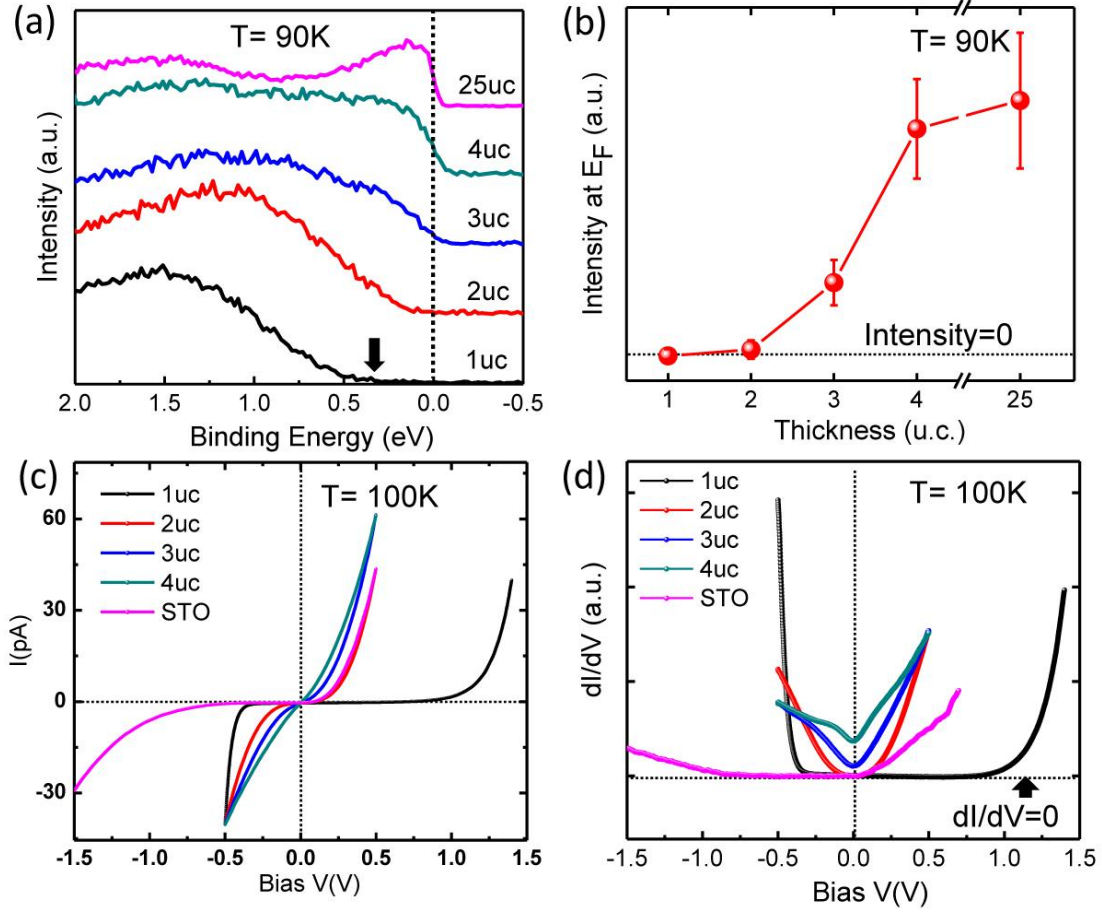 (a)
T= 90K
25uc
4uc
3uc
2uc
1uc
Intensity (a.u.)
2.0 1.5 1.0 0.5 0.0 -0.5
Binding Energy (eV)
(b)
T= 90K
Intensity at E_F (a.u.)
Intensity=0
1 2 3 4 25
Thickness (u.c.)
(c)
T= 100K
1uc
2uc
3uc
4uc
STO
I(pA)
60
30
0
-30
-1.5 -1.0 -0.5 0.0 0.5 1.0 1.5
Bias V(V)
(d)
T= 100K
1uc
2uc
3uc
4uc
STO
dI/dV (a.u.)
dI/dV=0
-1.5 -1.0 -0.5 0.0 0.5 1.0 1.5
Bias V(V)